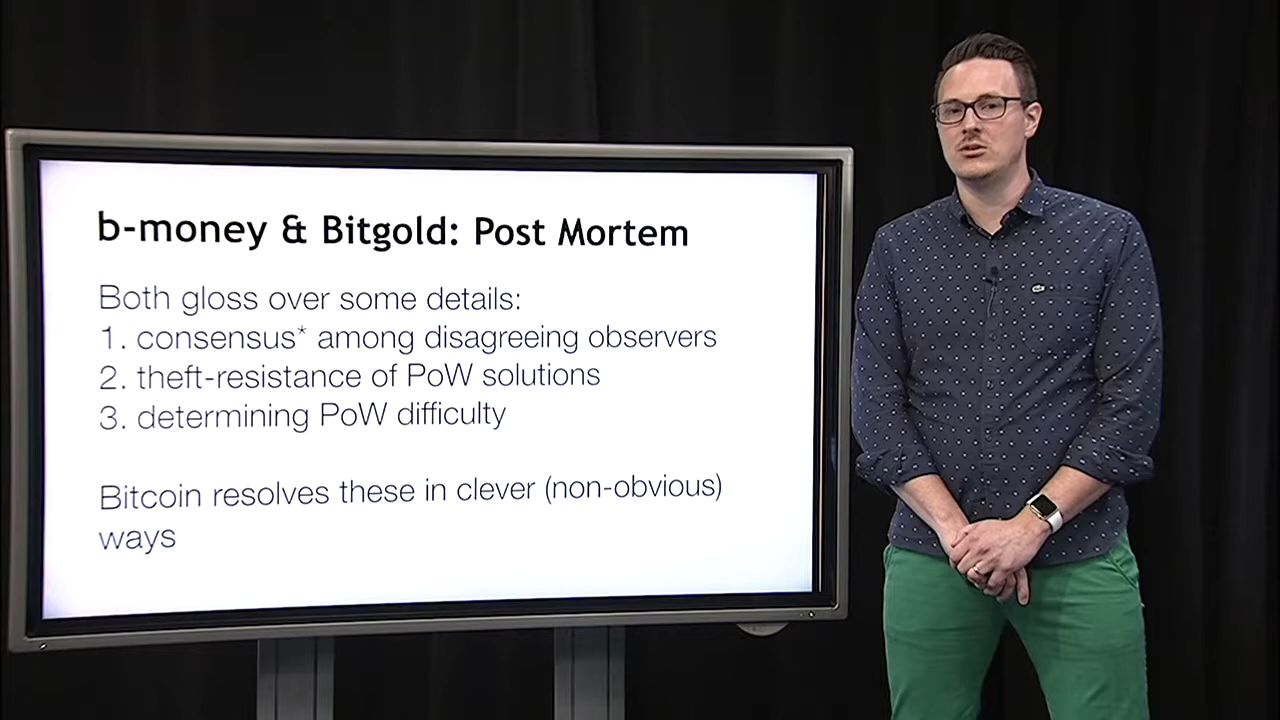 b-money & Bitgold: Post Mortem
Both gloss over some details:
1. consensus* among disagreeing observers
2. theft-resistance of PoW solutions
3. determining PoW difficulty
Bitcoin resolves these in clever (non-obvious)
ways